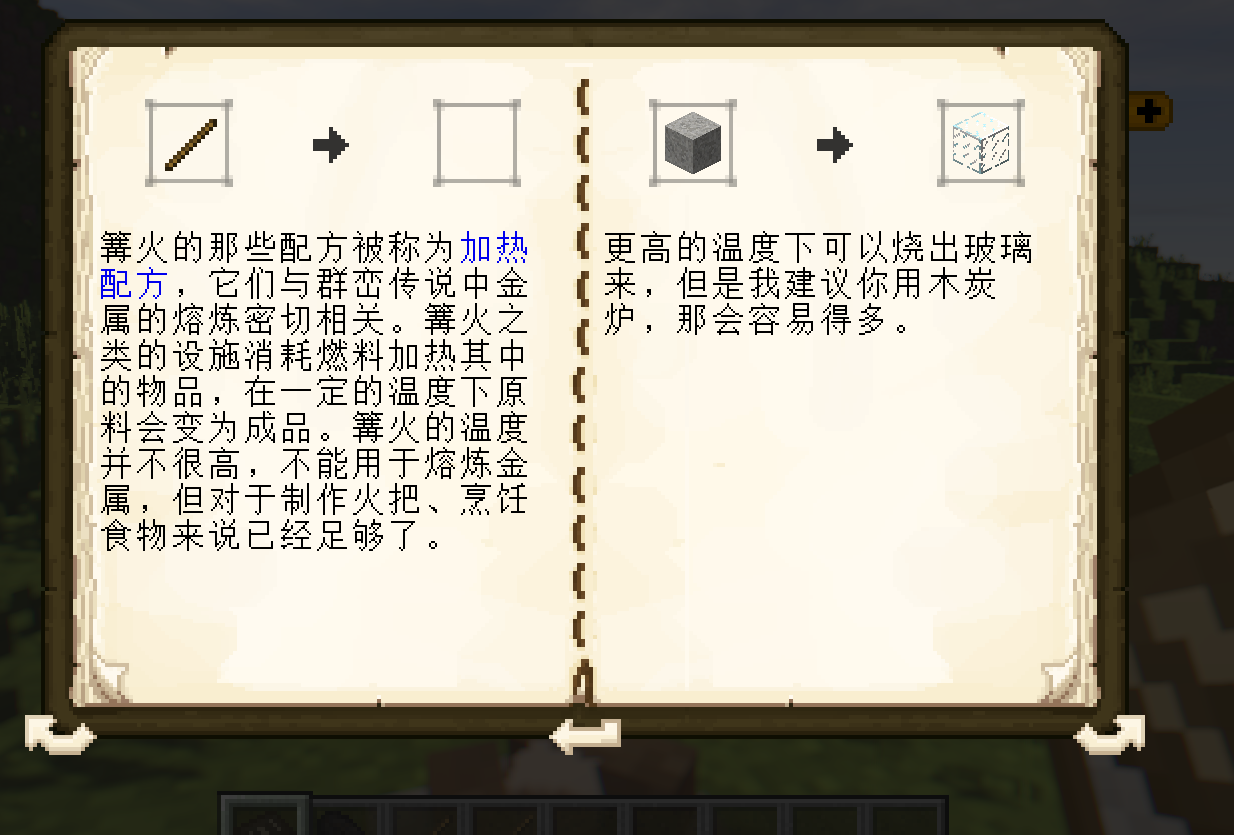 篝火的那些配方被称为加热
配方，它们与群峦传说中金
属的熔炼密切相关。篝火之
类的设施消耗燃料加热其中
的物品，在一定的温度下原
料会变为成品。篝火的温度
并不很高，不能用于熔炼金
属，但对于制作火把、烹饪
食物来说已经足够了。
更高的温度下可以烧出玻璃
来，但是我建议你用木炭
炉，那会容易得多。